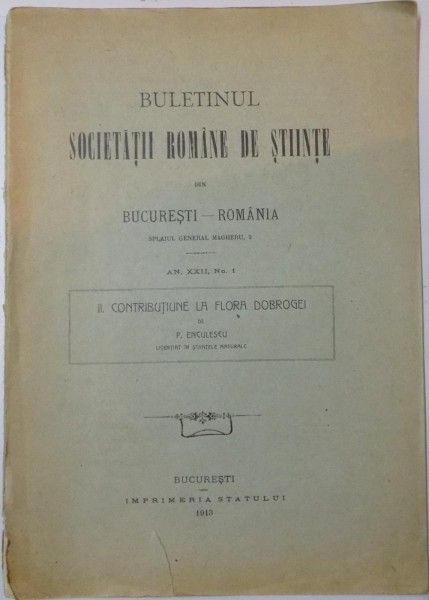 BULETINUL
SOCIETĂȚII ROMÂNE DE ȘTIINȚE
DIN
BUCUREȘTI — ROMÂNIA
SPLAIUL GENERAL MAGHERU, 2
AN. XXII, No. 1
II. CONTRIBUȚIUNE LA FLORA DOBROGEI
DE
P. ENCULESCU
LICENȚIAT ÎN ȘTIINȚELE NATURALE
BUCUREȘTI
IMPRIMERIA STATULUI
1913